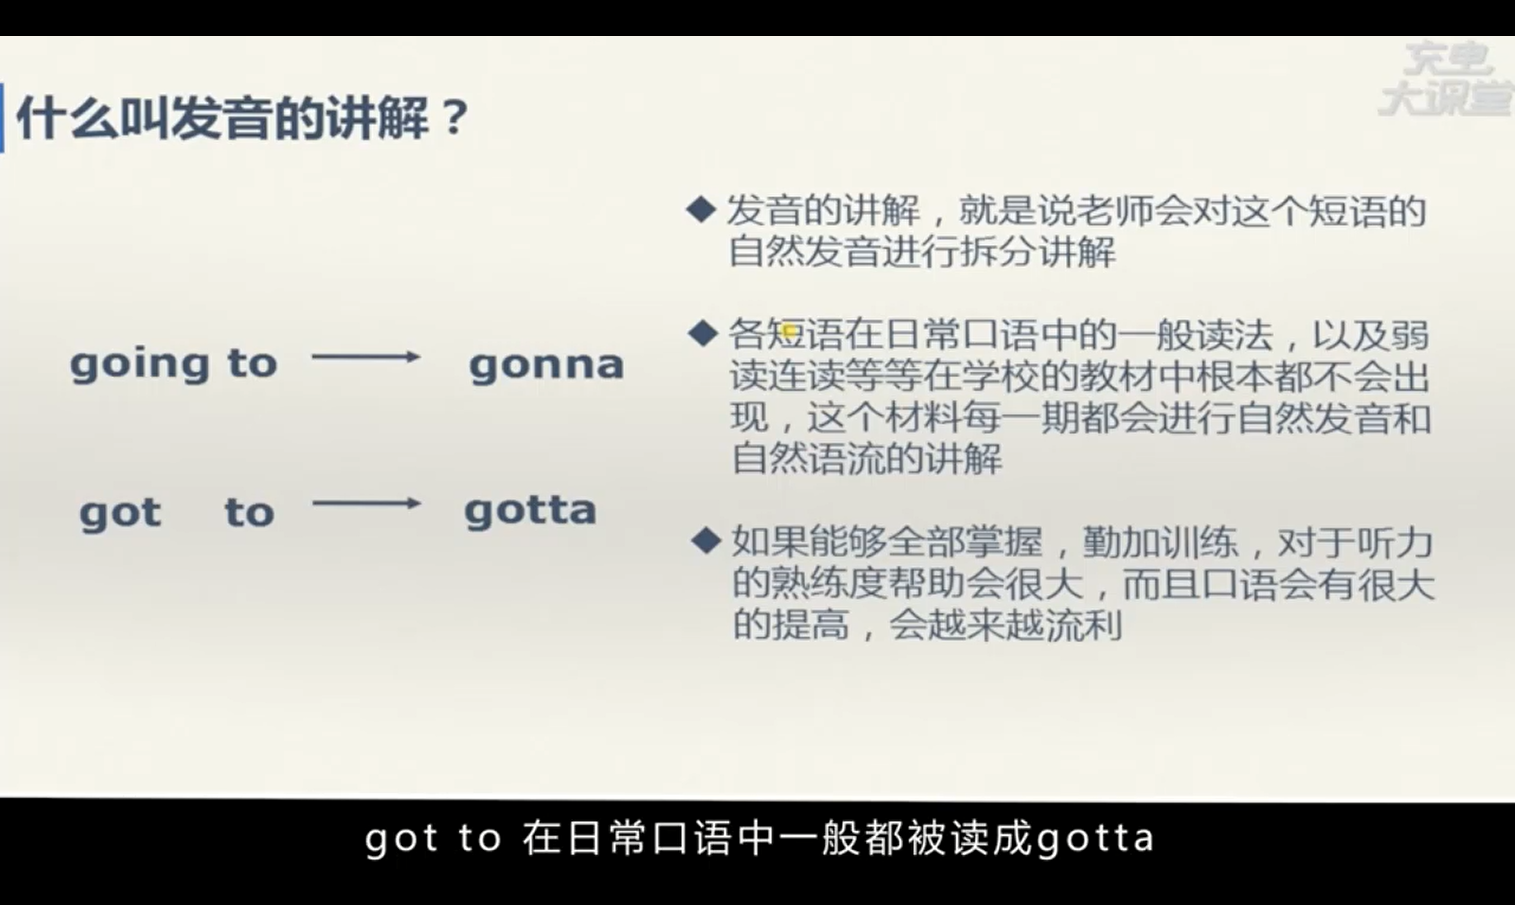 充电
大课堂
什么叫发音的讲解？
going to → gonna
got to → gotta
◆ 发音的讲解，就是说老师会对这个短语的
自然发音进行拆分讲解
◆ 各短语在日常口语中的一般读法，以及弱
读连读等等在学校的教材中根本都不会出
现，这个材料每一期都会进行自然发音和
自然语流的讲解
◆ 如果能够全部掌握，勤加训练，对于听力
的熟练度帮助会很大，而且口语会有很大
的提高，会越来越流利
got to 在日常口语中一般都被读成gotta